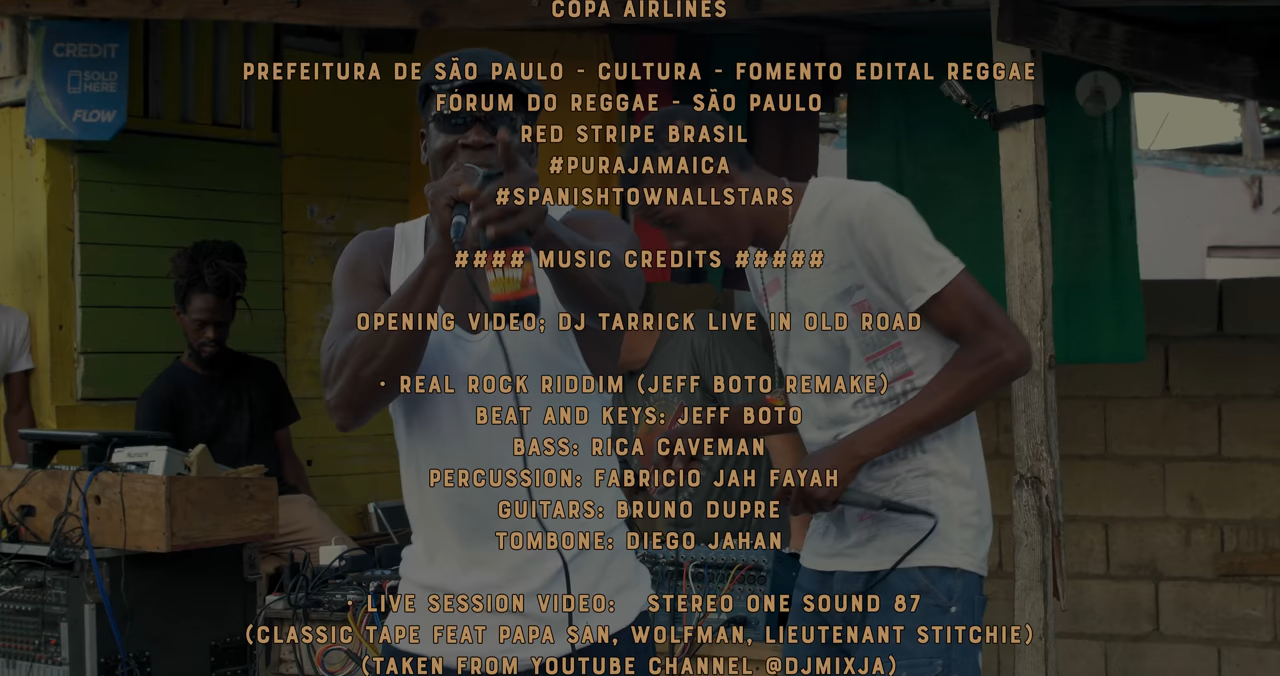 COPA AIRLINES
CREDIT
SOLD
HERE
FLOW
PREFEITURA DE SÃO PAULO - CULTURA - FOMENTO EDITAL REGGAE
FÓRUM DO REGGAE - SÃO PAULO
RED STRIPE BRASIL
#PURAJAMAICA
#SPANISHTOWNALLSTARS
#### MUSIC CREDITS #####
OPENING VIDEO; DJ TARRICK LIVE IN OLD ROAD
· REAL ROCK RIDDIM (JEFF BOTO REMAKE)
BEAT AND KEYS: JEFF BOTO
BASS: RICA CAVEMAN
PERCUSSION: FABRICIO JAH FAYAH
GUITARS: BRUNO DUPRE
TOMBONE: DIEGO JAHAN
· LIVE SESSION VIDEO: STEREO ONE SOUND 87
(CLASSIC TAPE FEAT PAPA SAN, WOLFMAN, LIEUTENANT STITCHIE)
(TAKEN FROM YOUTUBE CHANNEL @DJMIXJA)